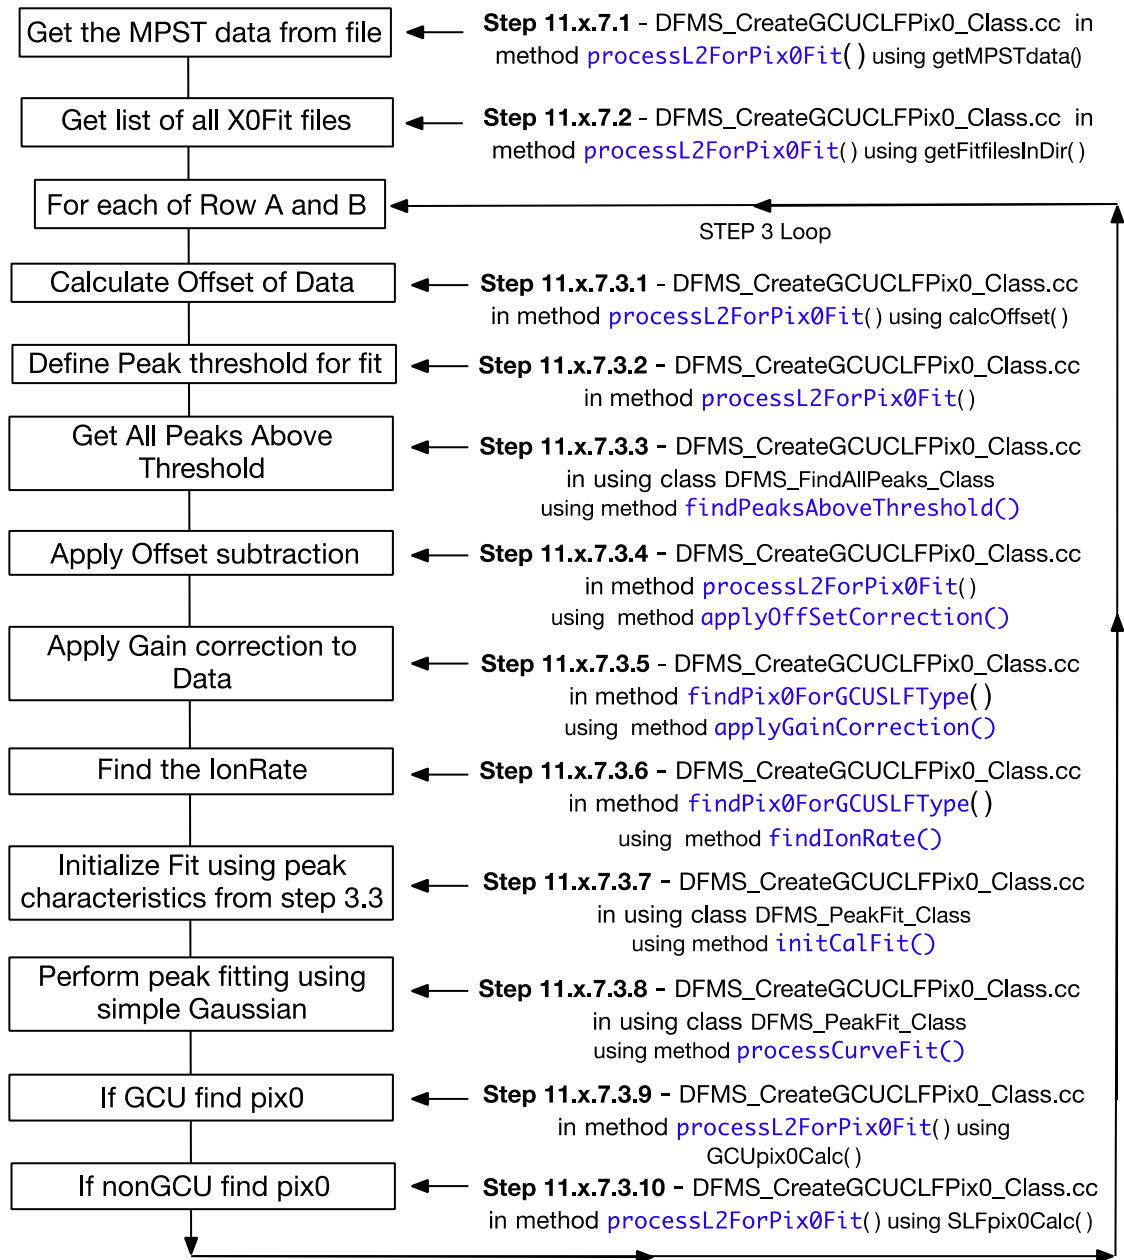 Get the MPST data from file
Step 11.x.7.1 - DFMS_CreateGCUCLFPix0_Class.cc in
method processL2ForPix0Fit() using getMPSTdata()
Get list of all X0Fit files
Step 11.x.7.2 - DFMS_CreateGCUCLFPix0_Class.cc in
method processL2ForPix0Fit() using getFitfilesInDir()
For each of Row A and B
STEP 3 Loop
Calculate Offset of Data
Step 11.x.7.3.1 - DFMS_CreateGCUCLFPix0_Class.cc
in method processL2ForPix0Fit() using calcOffset()
Define Peak threshold for fit
Step 11.x.7.3.2 - DFMS_CreateGCUCLFPix0_Class.cc
in method processL2ForPix0Fit()
Get All Peaks Above
Threshold
Step 11.x.7.3.3 - DFMS_CreateGCUCLFPix0_Class.cc
in using class DFMS_FindAllPeaks_Class
using method findPeaksAboveThreshold()
Apply Offset subtraction
Step 11.x.7.3.4 - DFMS_CreateGCUCLFPix0_Class.cc
in method processL2ForPix0Fit()
using method applyOffSetCorrection()
Apply Gain correction to
Data
Step 11.x.7.3.5 - DFMS_CreateGCUCLFPix0_Class.cc
in method findPix0ForGCUSLFType()
using method applyGainCorrection()
Find the IonRate
Step 11.x.7.3.6 - DFMS_CreateGCUCLFPix0_Class.cc
in method findPix0ForGCUSLFType()
using method findIonRate()
Initialize Fit using peak
characteristics from step 3.3
Step 11.x.7.3.7 - DFMS_CreateGCUCLFPix0_Class.cc
in using class DFMS_PeakFit_Class
using method initCalFit()
Perform peak fitting using
simple Gaussian
Step 11.x.7.3.8 - DFMS_CreateGCUCLFPix0_Class.cc
in using class DFMS_PeakFit_Class
using method processCurveFit()
If GCU find pix0
Step 11.x.7.3.9 - DFMS_CreateGCUCLFPix0_Class.cc
in method processL2ForPix0Fit() using
GCUpix0Calc()
If nonGCU find pix0
Step 11.x.7.3.10 - DFMS_CreateGCUCLFPix0_Class.cc
in method processL2ForPix0Fit() using SLFpix0Calc()